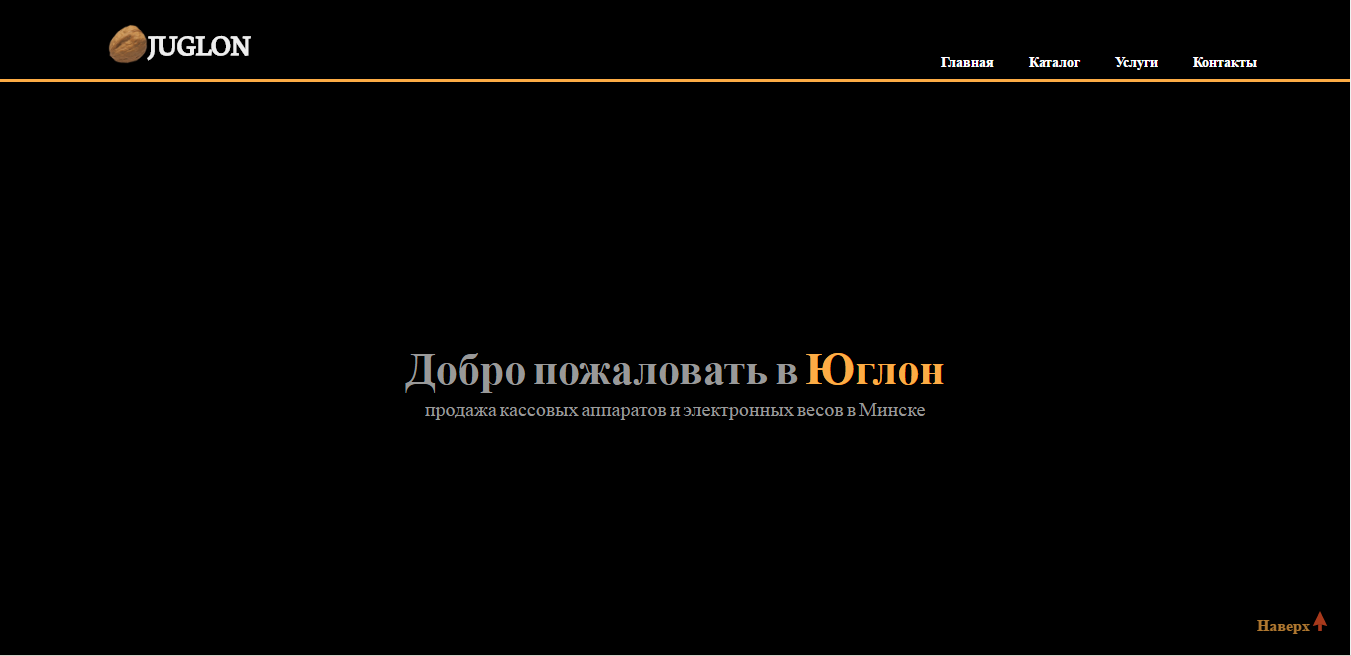 JUGLON
Главная Каталог Услуги Контакты
Добро пожаловать в Юглон
продажа кассовых аппаратов и электронных весов в Минске
Наверх